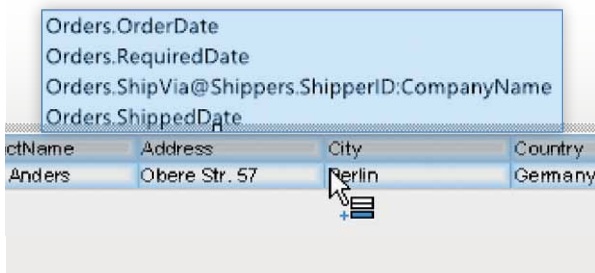 Orders.OrderDate
Orders.RequiredDate
Orders.ShipVia@Shippers.ShipperID:CompanyName
Orders.ShippedDate
ctName Address City Country
Anders Obere Str. 57 Berlin Germany